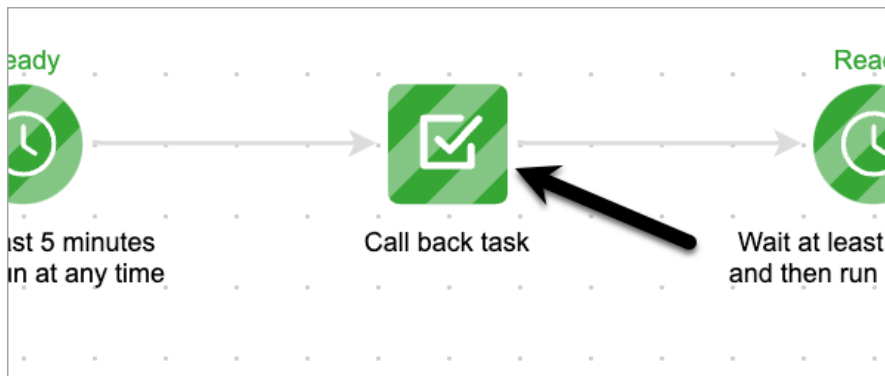 eady
Rea
ast 5 minutes
un at any time
Call back task
Wait at least
and then run